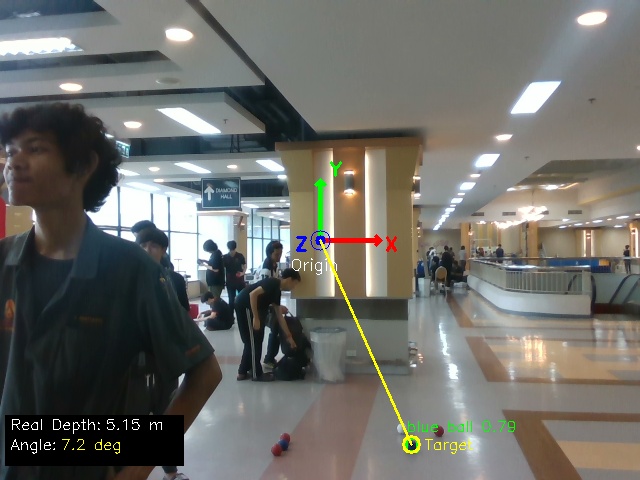 DIAMOND
HALL
Y
Z
X
Origin
blue ball 0.79
Target
Real Depth: 5.15 m
Angle: 7.2 deg